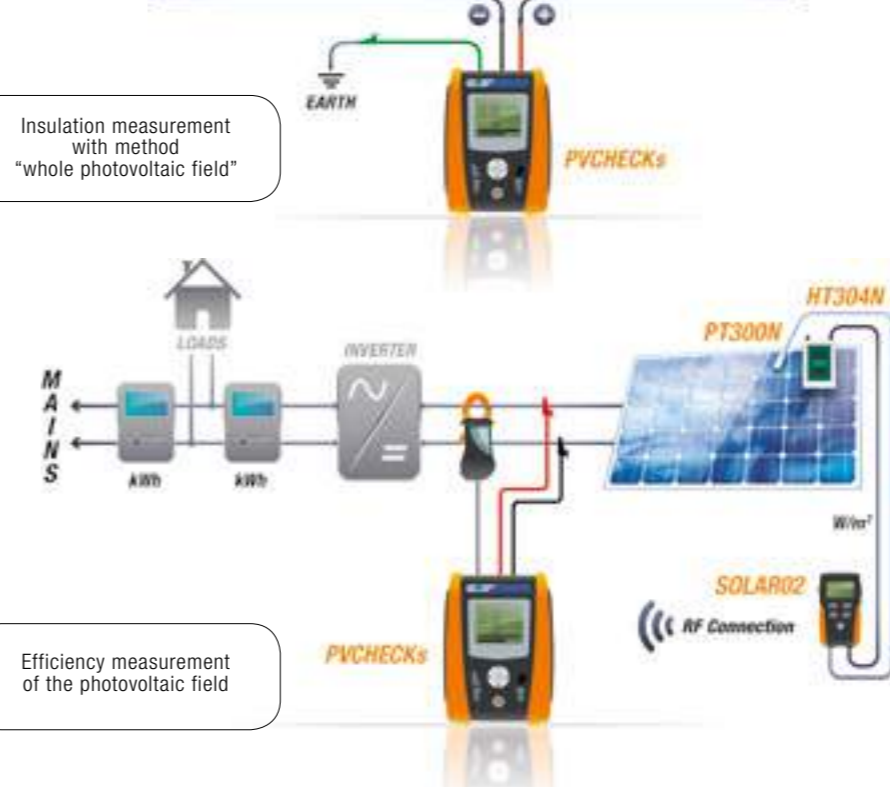 EARTH
Insulation measurement
with method
“whole photovoltaic field”
PVCHECKs
HT304N
PT300N
LOADS
INVERTER
MAINS
kWh
kWh
W/m²
SOLAR02
RF Connection
PVCHECKs
Efficiency measurement
of the photovoltaic field